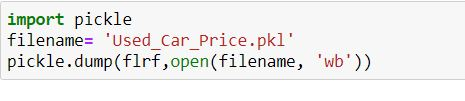 import pickle
filename= 'Used_Car_Price.pkl'
pickle.dump(flrf,open(filename, 'wb'))